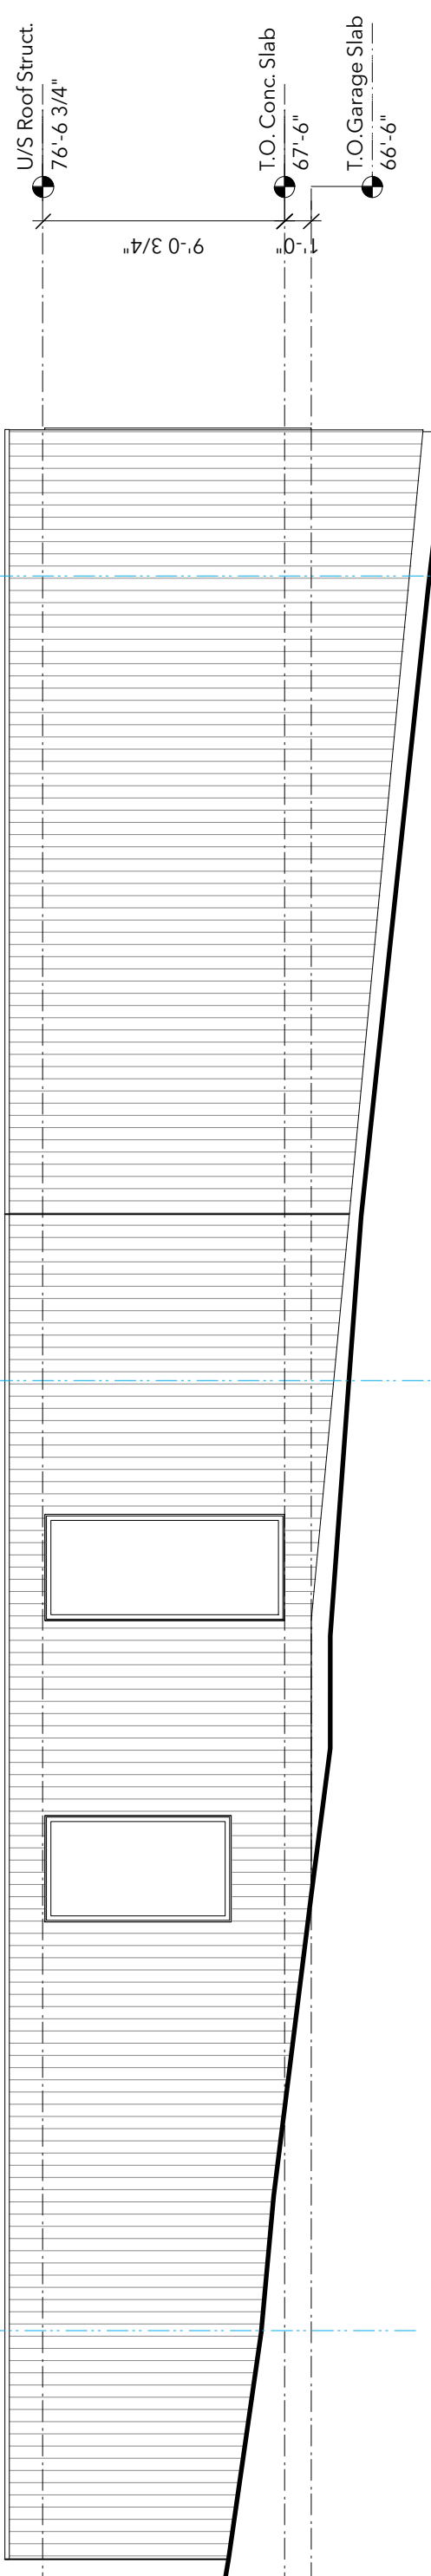 U/S Roof Struct.
76'-6 3/4"
T.O. Conc. Slab
67'-6"
T.O.Garage Slab
66'-6"
9'-0 3/4"
1'-0"